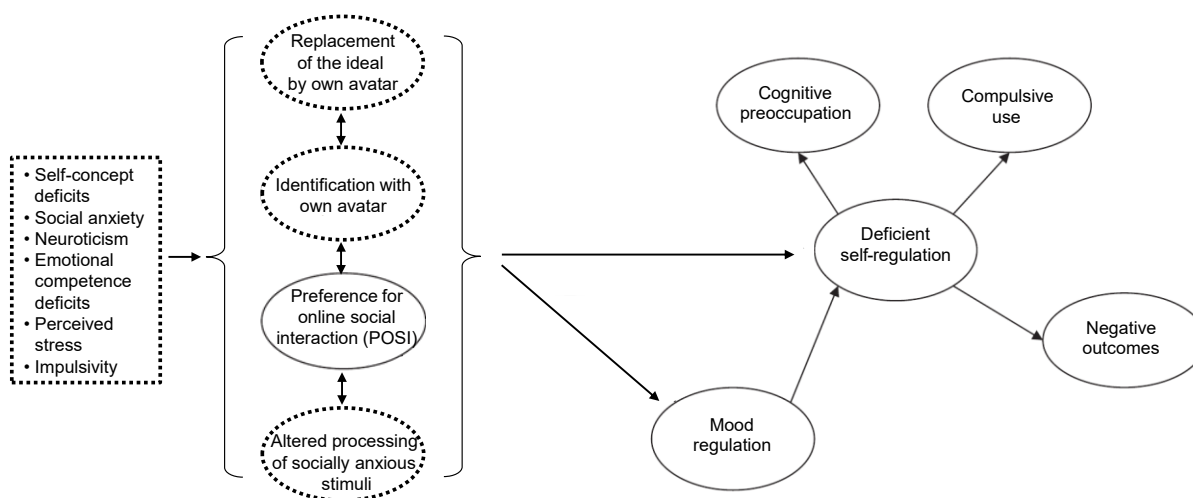 • Self-concept
deficits
• Social anxiety
• Neuroticism
• Emotional
competence
deficits
• Perceived
stress
• Impulsivity
Replacement
of the ideal
by own avatar
Identification with
own avatar
Preference for
online social
interaction (POSI)
Altered processing
of socially anxious
stimuli
Cognitive
preoccupation
Compulsive
use
Deficient
self-regulation
Negative
outcomes
Mood
regulation